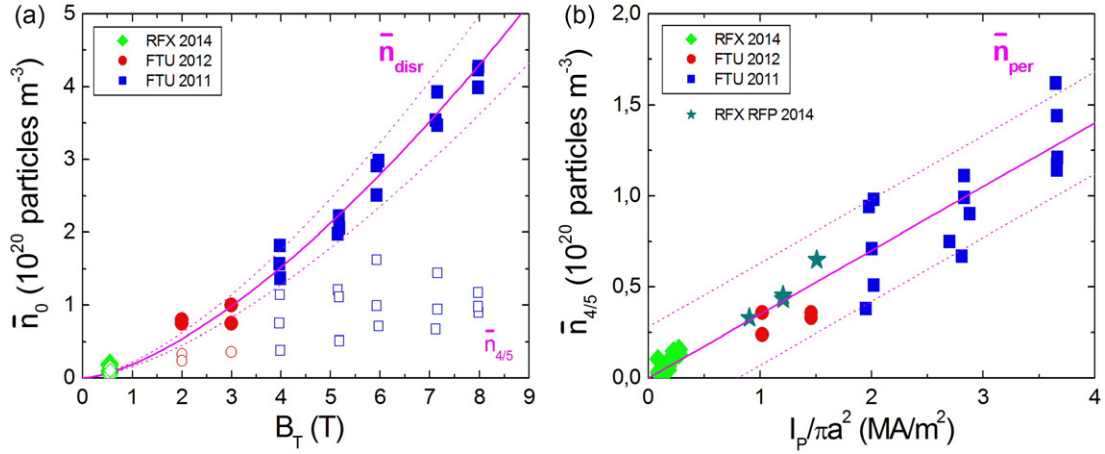 (a)
RFX 2014
FTU 2012
FTU 2011
n̄disr
n̄4/5
n̄0 (10^20 particles m^-3)
5
4
3
2
1
0
0 1 2 3 4 5 6 7 8 9
BT (T)
(b)
RFX 2014
FTU 2012
FTU 2011
RFX RFP 2014
n̄per
n̄4/5 (10^20 particles m^-3)
2,0
1,5
1,0
0,5
0,0
0 1 2 3 4
IP/πa^2 (MA/m^2)